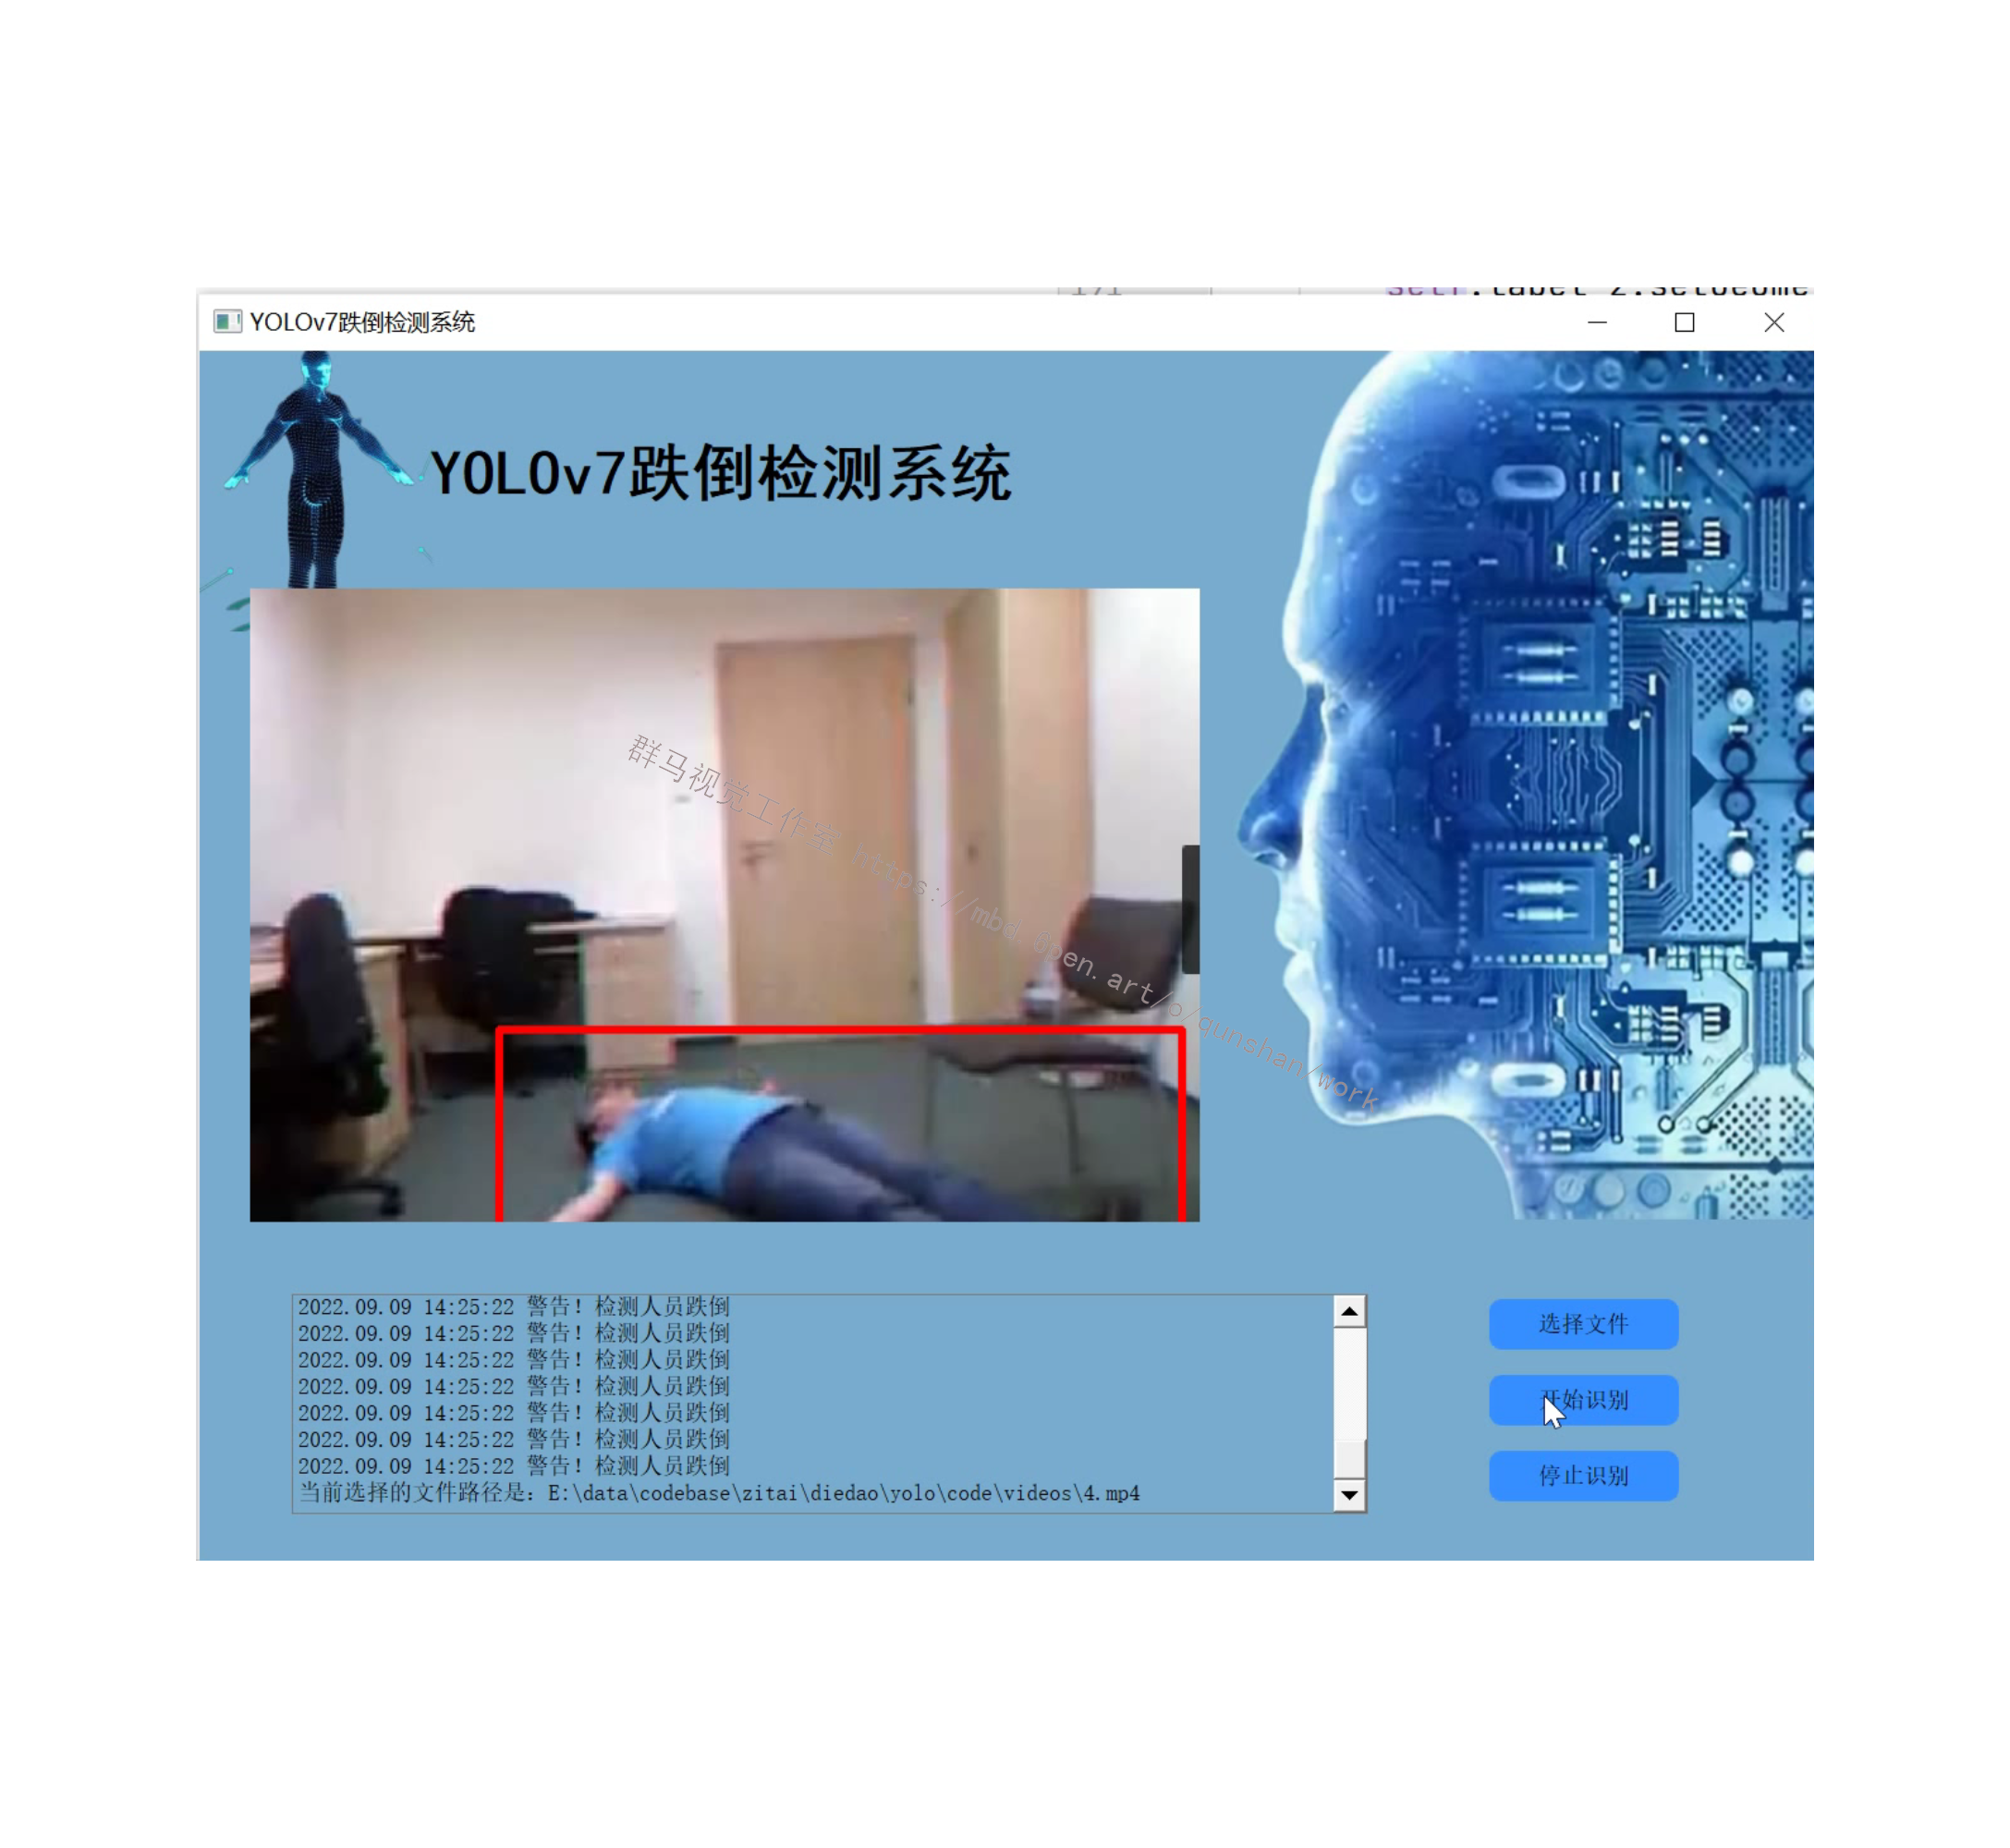 YOLOv7跌倒检测系统
YOLOv7跌倒检测系统
群马视觉工作室 https://mbd.0pen.art/o/qunshan/work
2022.09.09 14:25:22 警告！检测人员跌倒
2022.09.09 14:25:22 警告！检测人员跌倒
2022.09.09 14:25:22 警告！检测人员跌倒
2022.09.09 14:25:22 警告！检测人员跌倒
2022.09.09 14:25:22 警告！检测人员跌倒
2022.09.09 14:25:22 警告！检测人员跌倒
2022.09.09 14:25:22 警告！检测人员跌倒
当前选择的文件路径是：E:\data\codebase\zitai\diedao\yolo\code\videos\4.mp4
选择文件
开始识别
停止识别